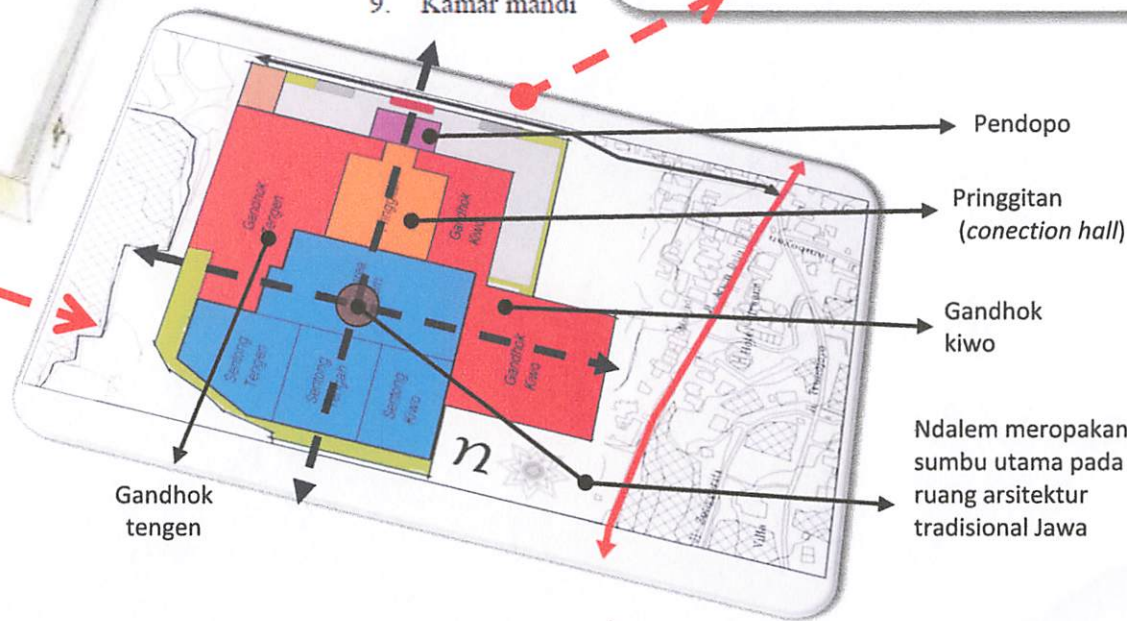 9. Kamar mandi
Pendopo
Pringgitan
(conection hall)
Gandhok
kiwo
Ndalem meropakan
sumbu utama pada
ruang arsitektur
tradisional Jawa
Gandhok
tengen
Gandhok
Tengen
Gandhok
Kiwo
Sentong
Tengen
Sentong
Sentong
Kiwo
Gandhok
Kiwo
n
Villa